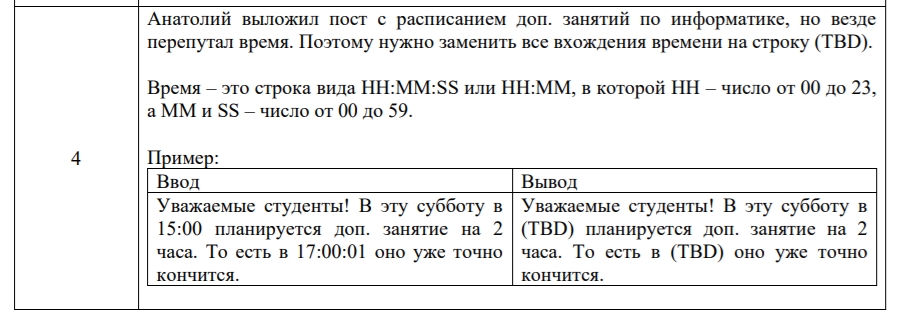 Анатолий выложил пост с расписанием доп. занятий по информатике, но везде
перепутал время. Поэтому нужно заменить все вхождения времени на строку (TBD).
Время – это строка вида HH:MM:SS или HH:MM, в которой HH – число от 00 до 23,
а MM и SS – число от 00 до 59.
4
Пример:
Ввод
Вывод
Уважаемые студенты! В эту субботу в
15:00 планируется доп. занятие на 2
часа. То есть в 17:00:01 оно уже точно
кончится.
Уважаемые студенты! В эту субботу в
(TBD) планируется доп. занятие на 2
часа. То есть в (TBD) оно уже точно
кончится.